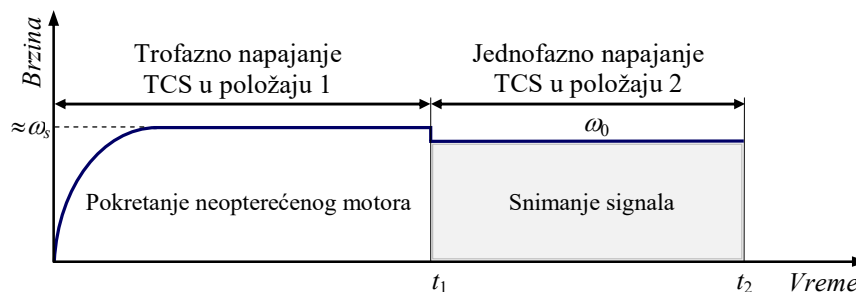 Brzina
Trofazno napajanje
TCS u položaju 1
Jednofazno napajanje
TCS u položaju 2
≈ ωs
ω0
Pokretanje neopterećenog motora
Snimanje signala
t1
t2
Vreme